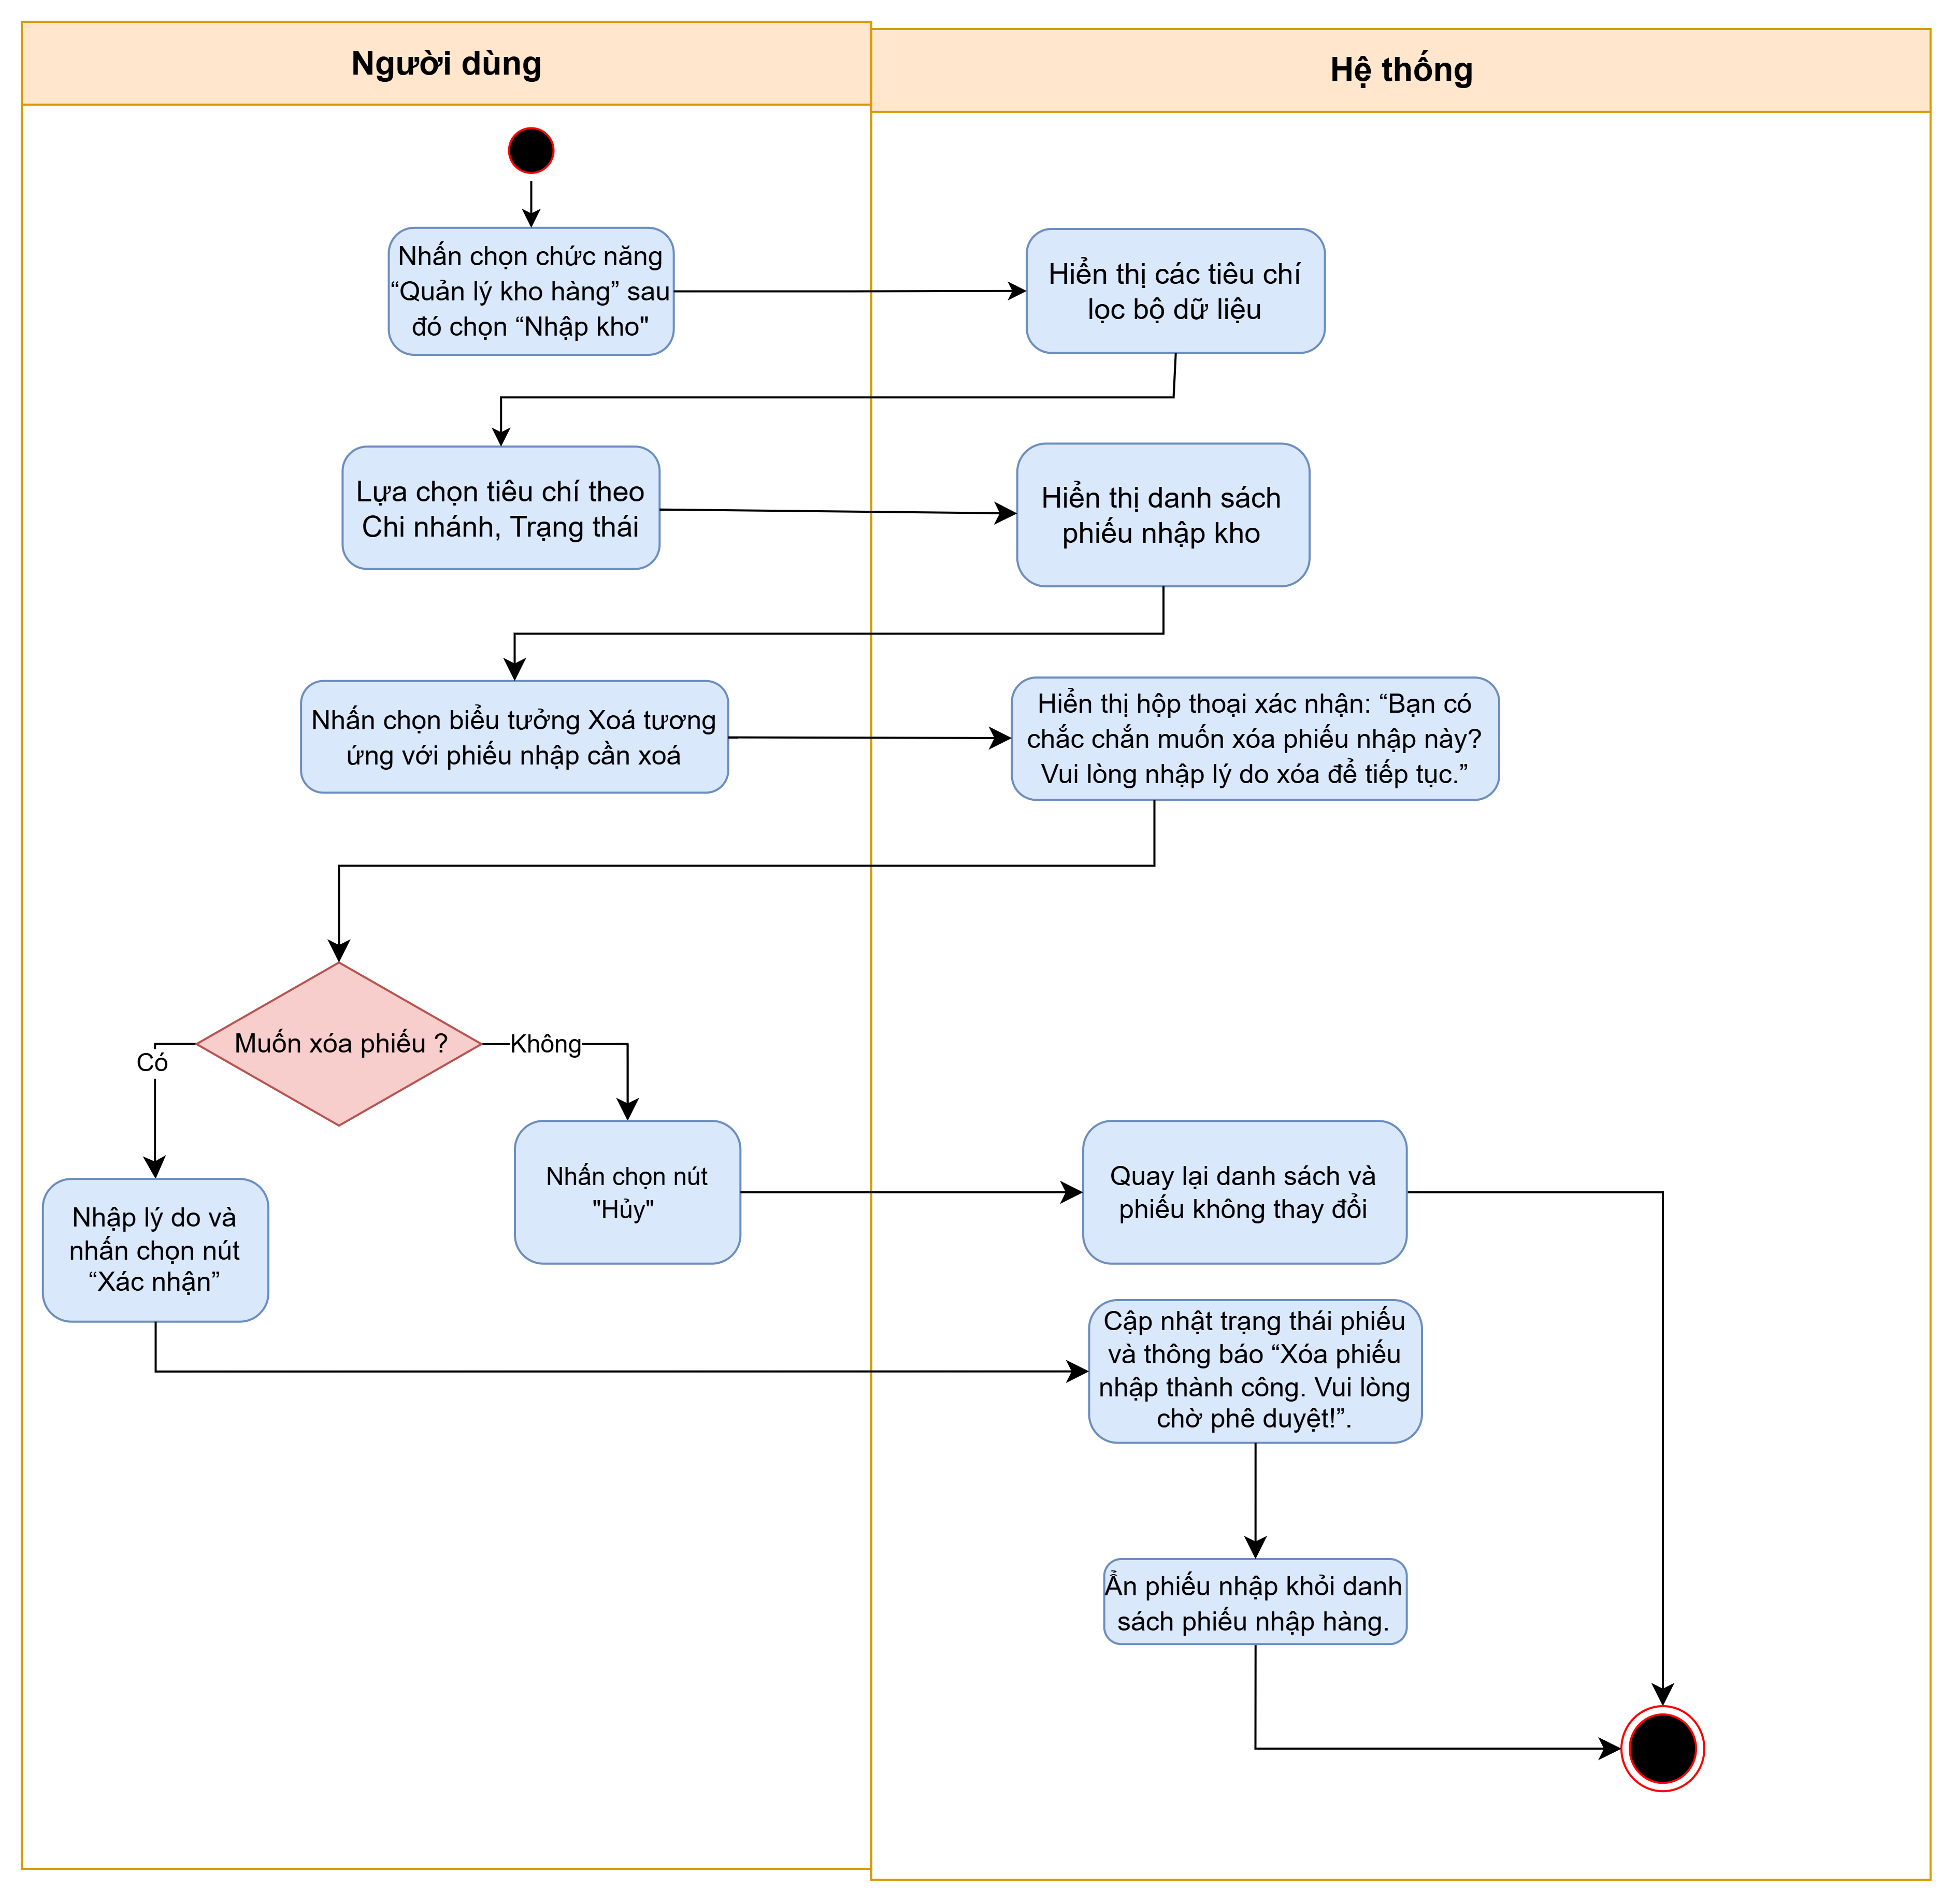 Người dùng
Hệ thống
Nhấn chọn chức năng
“Quản lý kho hàng” sau
đó chọn “Nhập kho"
Hiển thị các tiêu chí
lọc bộ dữ liệu
Lựa chọn tiêu chí theo
Chi nhánh, Trạng thái
Hiển thị danh sách
phiếu nhập kho
Nhấn chọn biểu tưởng Xoá tương
ứng với phiếu nhập cần xoá
Hiển thị hộp thoại xác nhận: “Bạn có
chắc chắn muốn xóa phiếu nhập này?
Vui lòng nhập lý do xóa để tiếp tục.”
Muốn xóa phiếu ?
Có
Không
Nhập lý do và
nhấn chọn nút
“Xác nhận”
Nhấn chọn nút
"Hủy"
Quay lại danh sách và
phiếu không thay đổi
Cập nhật trạng thái phiếu
và thông báo “Xóa phiếu
nhập thành công. Vui lòng
chờ phê duyệt!”.
Ẩn phiếu nhập khỏi danh
sách phiếu nhập hàng.